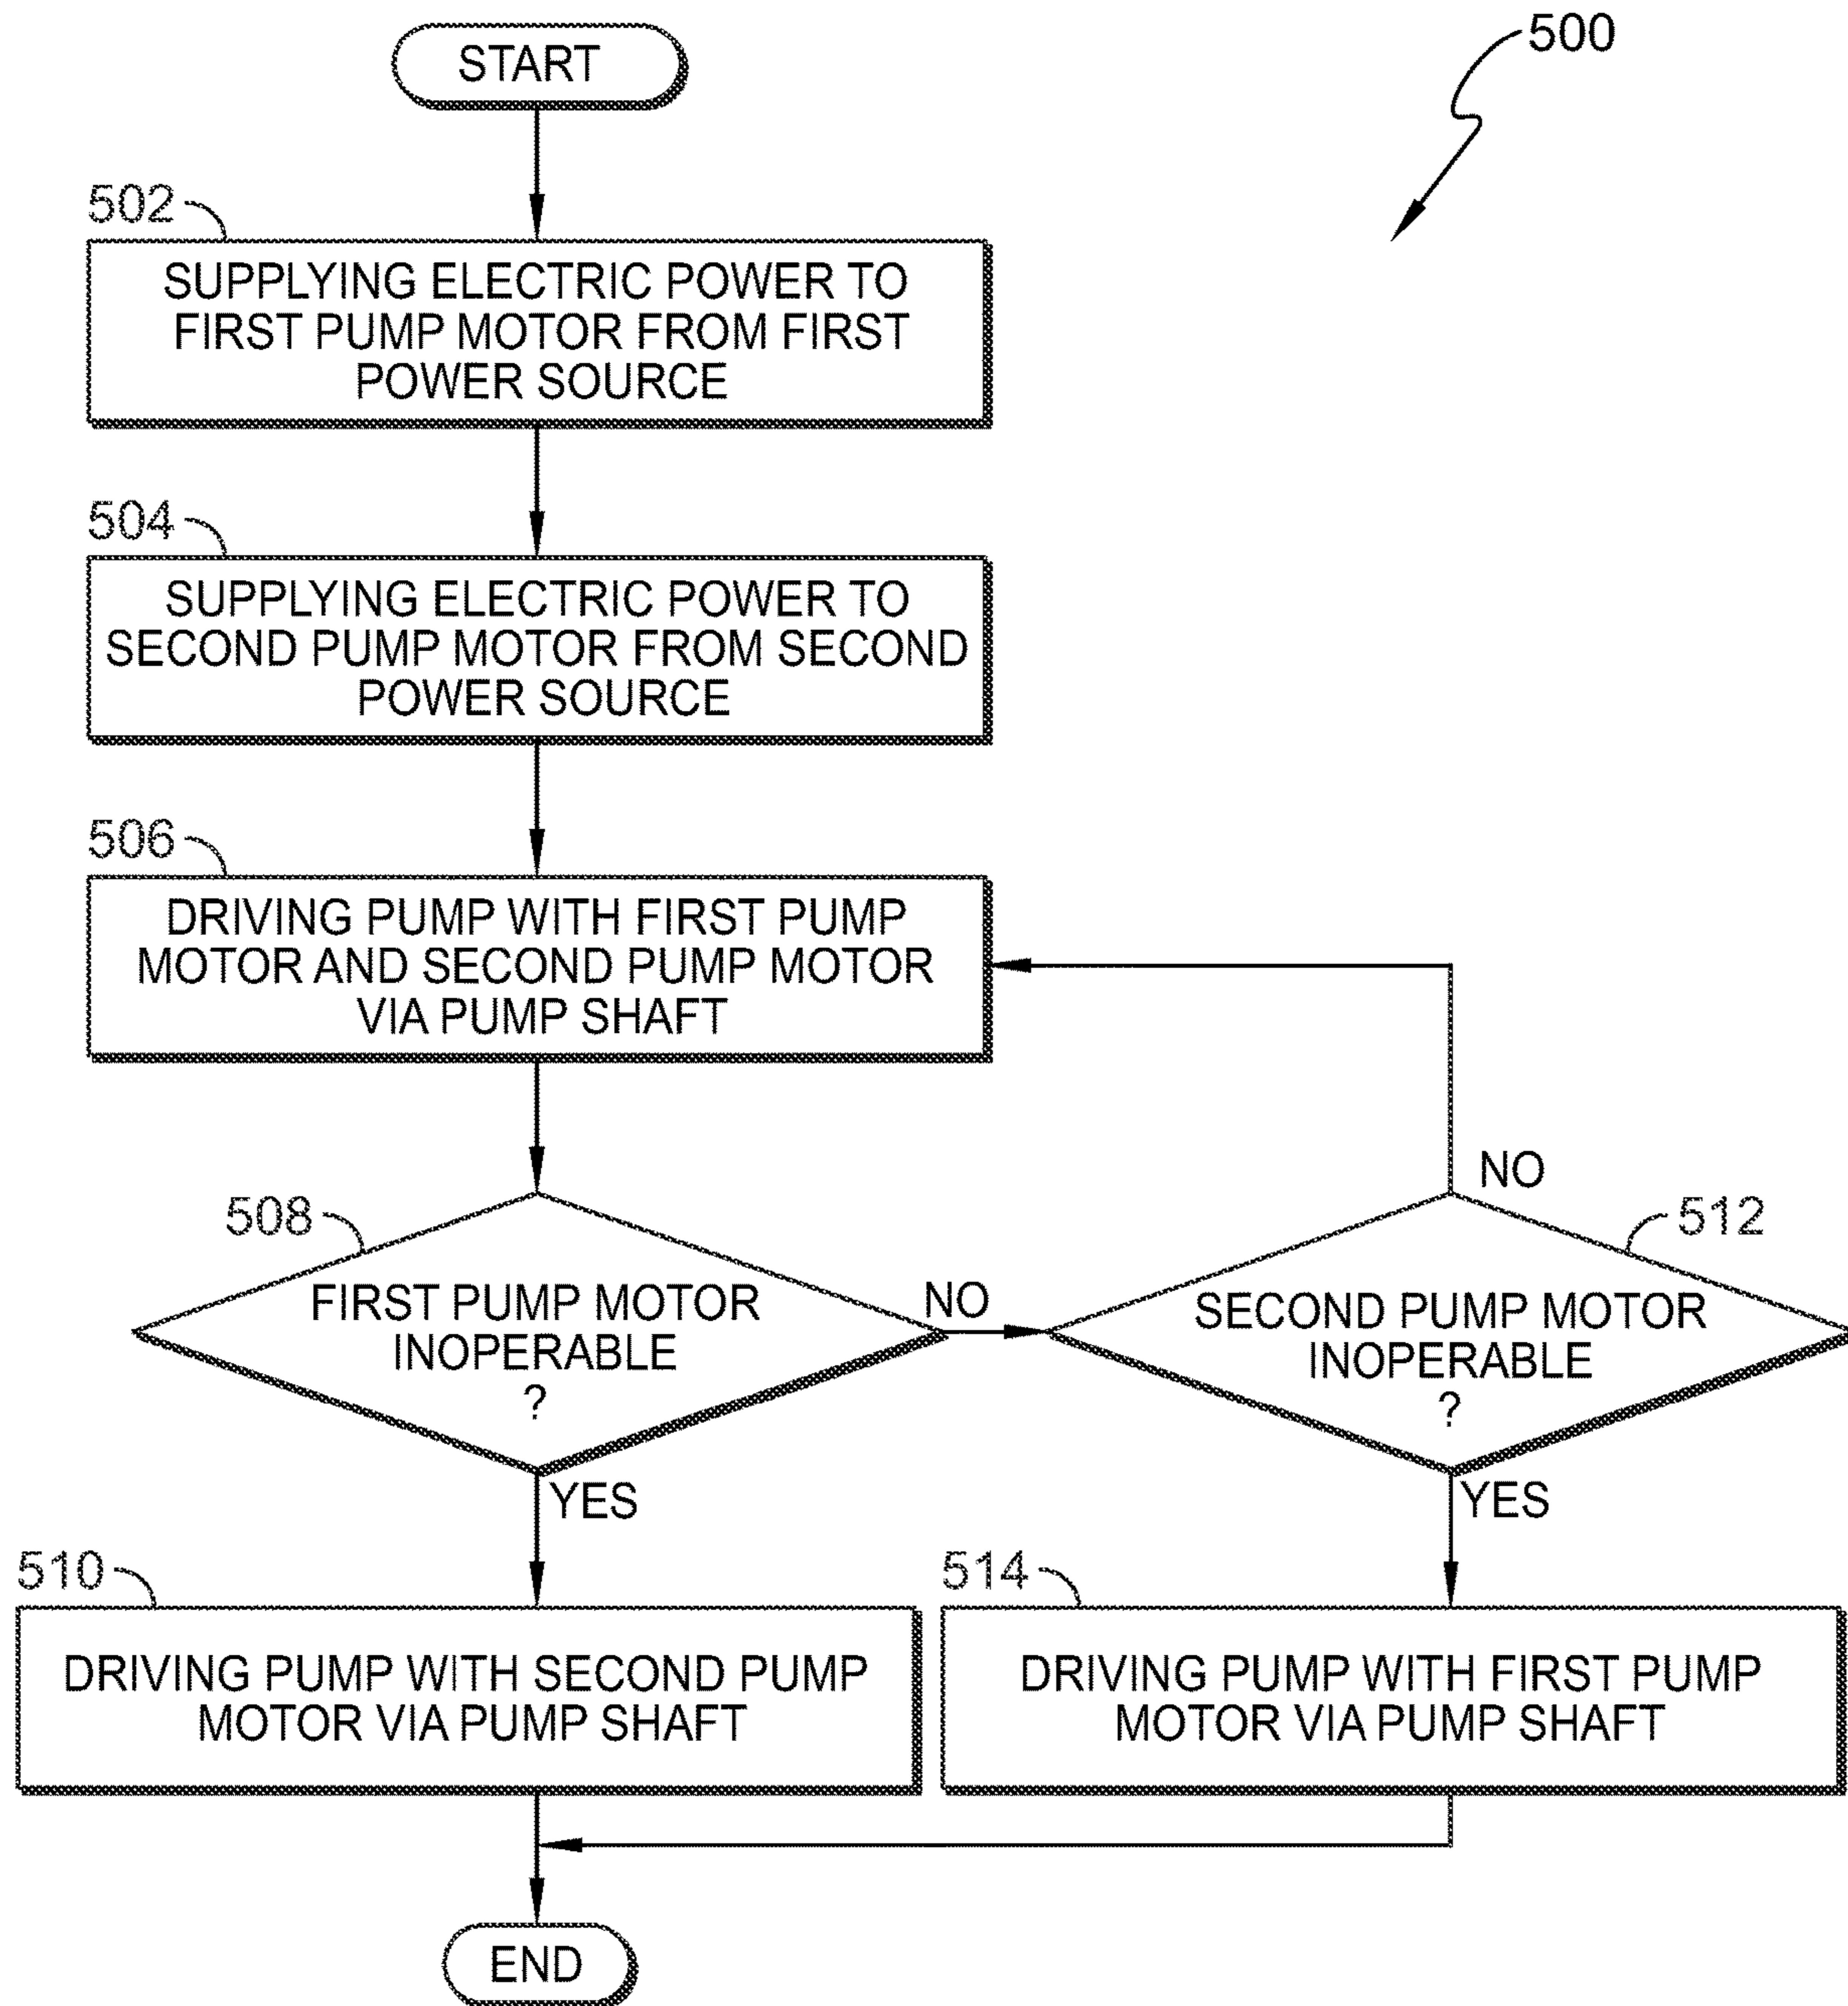 START
500
502
SUPPLYING ELECTRIC POWER TO
FIRST PUMP MOTOR FROM FIRST
POWER SOURCE
504
SUPPLYING ELECTRIC POWER TO
SECOND PUMP MOTOR FROM SECOND
POWER SOURCE
506
DRIVING PUMP WITH FIRST PUMP
MOTOR AND SECOND PUMP MOTOR
VIA PUMP SHAFT
508
FIRST PUMP MOTOR
INOPERABLE
?
NO
YES
NO
512
SECOND PUMP MOTOR
INOPERABLE
?
YES
510
DRIVING PUMP WITH SECOND PUMP
MOTOR VIA PUMP SHAFT
514
DRIVING PUMP WITH FIRST PUMP
MOTOR VIA PUMP SHAFT
END